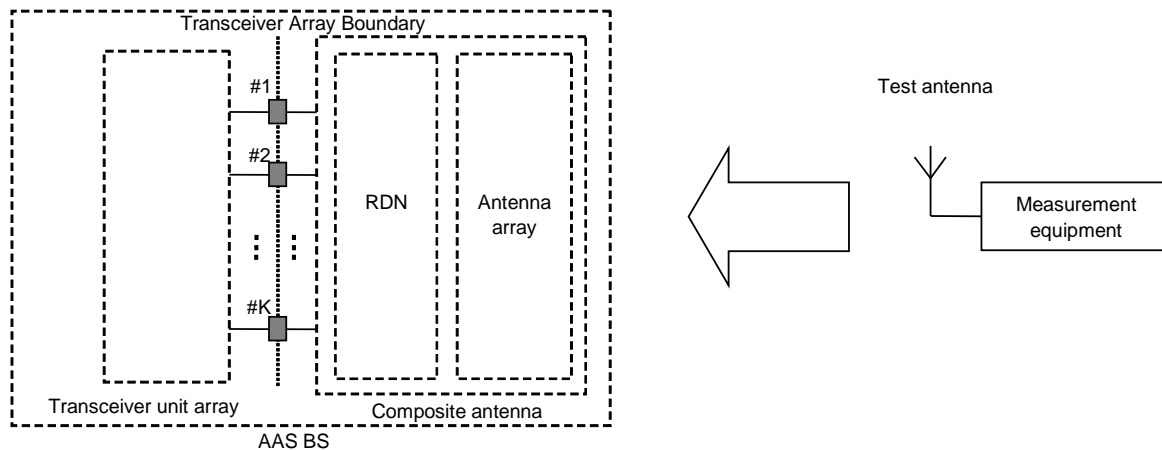 Transceiver Array Boundary
#1
#2
#K
RDN
Antenna
array
Transceiver unit array
Composite antenna
AAS BS
Test antenna
Measurement
equipment